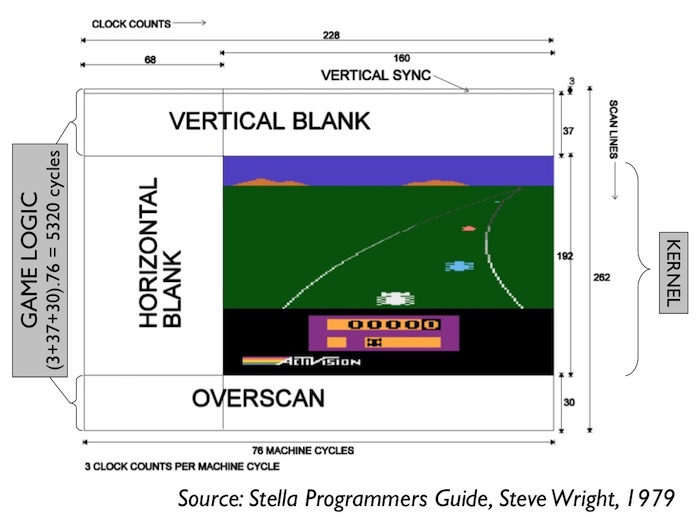 CLOCK COUNTS
228
68
160
VERTICAL SYNC
3
VERTICAL BLANK
37
SCAN LINES
GAME LOGIC
(3+37+30).76 = 5320 cycles
HORIZONTAL
BLANK
192
262
KERNEL
00000
ACTIVISION
OVERSCAN
30
76 MACHINE CYCLES
3 CLOCK COUNTS PER MACHINE CYCLE
Source: Stella Programmers Guide, Steve Wright, 1979